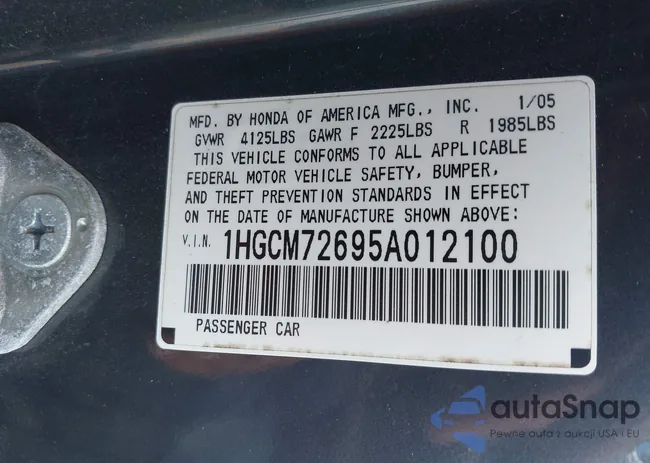 MFD. BY HONDA OF AMERICA MFG., INC. 1/05
GVWR 4125LBS GAWR F 2225LBS R 1985LBS
THIS VEHICLE CONFORMS TO ALL APPLICABLE
FEDERAL MOTOR VEHICLE SAFETY, BUMPER,
AND THEFT PREVENTION STANDARDS IN EFFECT
ON THE DATE OF MANUFACTURE SHOWN ABOVE:
V.I.N. 1HGCM72695A012100
PASSENGER CAR
autaSnap
Pewne auta z aukcji USA i EU